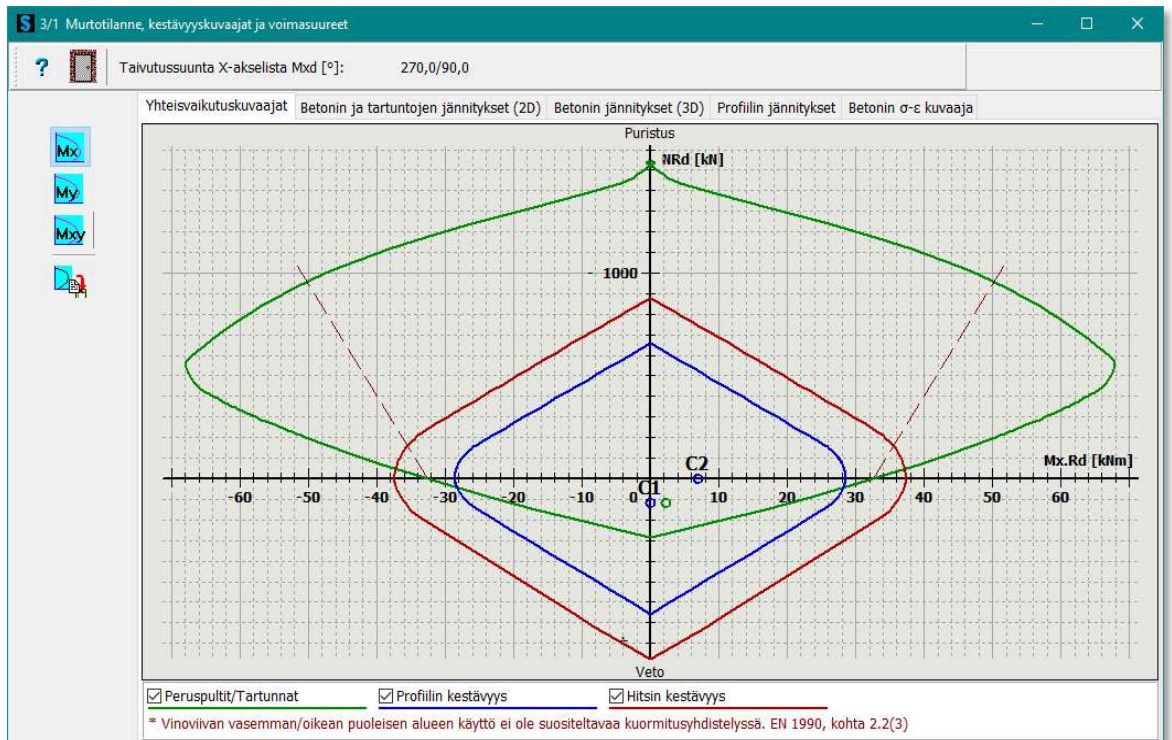 3/1 Murtotilanne, kestävyyskuvaajat ja voimasuureet
? Taivutussuunta X-akselista Mxd [°]: 270,0/90,0
Yhteisvaikutuskuvaajat Betonin ja tartuntojen jännitykset (2D) Betonin jännitykset (3D) Profiilin jännitykset Betonin σ-ε kuvaaja
Mx
My
Mxy
Puristus
NRd [kN]
1000
Mx.Rd [kNm]
C2
C1
-60 -50 -40 -30 -20 -10 0 10 20 30 40 50 60
Veto
Peruspultit/Tartunnat Profiilin kestävyys Hitsin kestävyys
* Vinoviivan vasemman/oikean puoleisen alueen käyttö ei ole suositeltavaa kuormitusyhdistelyssä. EN 1990, kohta 2.2(3)